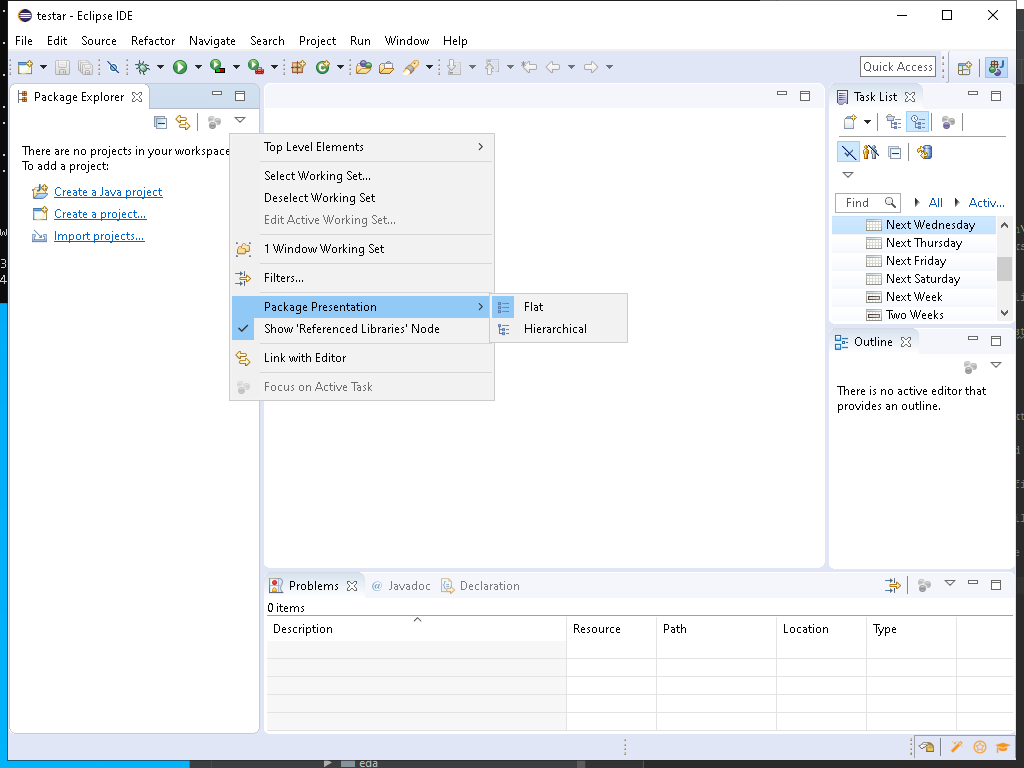 testar - Eclipse IDE
File Edit Source Refactor Navigate Search Project Run Window Help
Quick Access
Package Explorer
There are no projects in your workspace
To add a project:
Create a Java project
Create a project...
Import projects...
Top Level Elements
Select Working Set...
Deselect Working Set
Edit Active Working Set...
1 Window Working Set
Filters...
Package Presentation
Show 'Referenced Libraries' Node
Link with Editor
Focus on Active Task
Flat
Hierarchical
Task List
Find All Activ...
Next Wednesday
Next Thursday
Next Friday
Next Saturday
Next Week
Two Weeks
Outline
There is no active editor that
provides an outline.
Problems @ Javadoc Declaration
0 items
Description Resource Path Location Type
eda